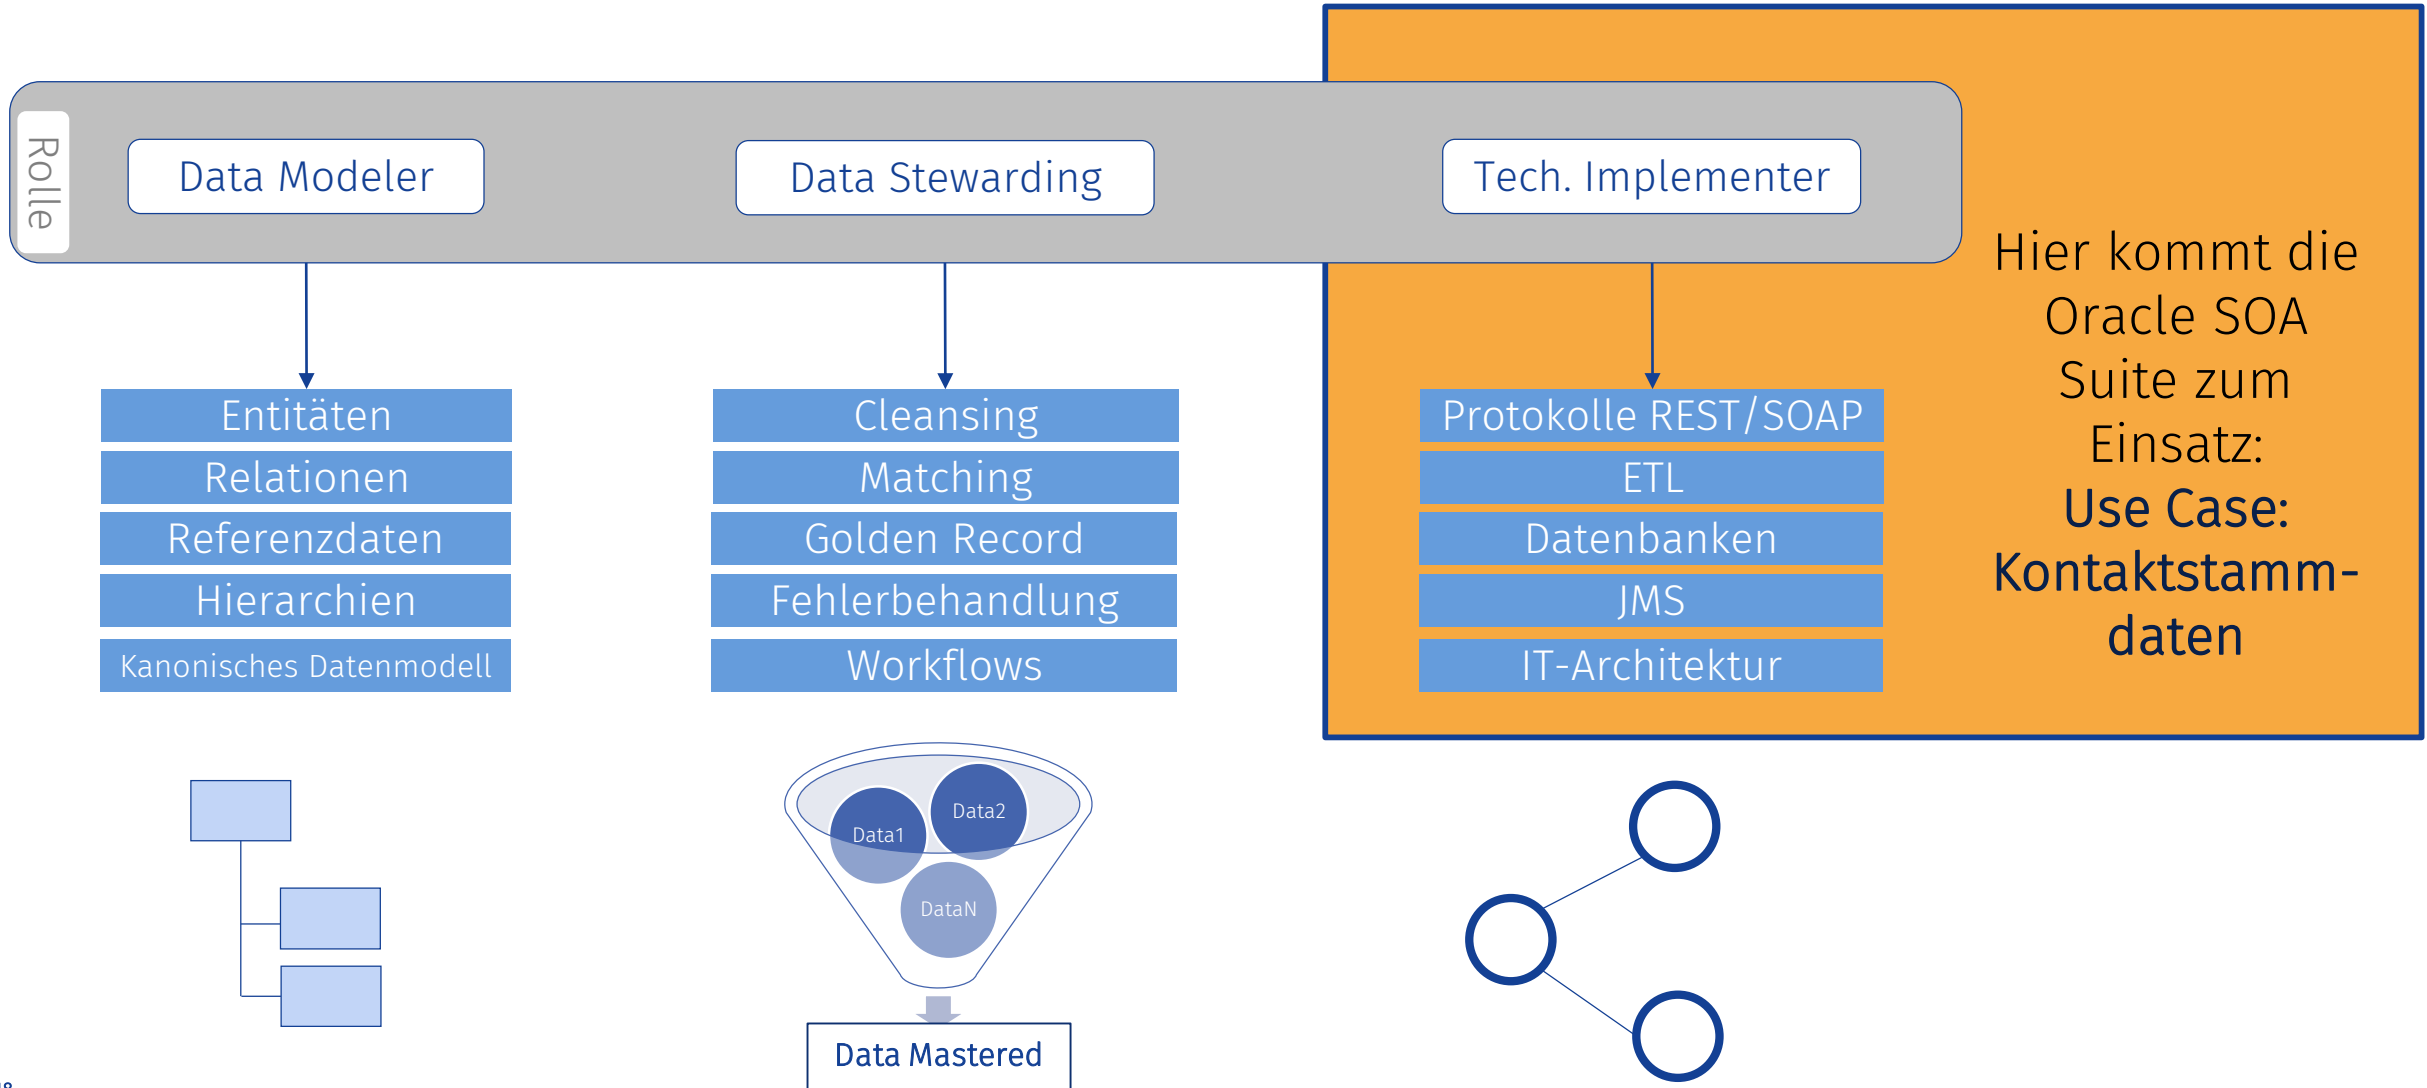 Rolle
Data Modeler
Data Stewarding
Tech. Implementer
Entitäten
Relationen
Referenzdaten
Hierarchien
Kanonisches Datenmodell
Cleansing
Matching
Golden Record
Fehlerbehandlung
Workflows
Protokolle REST/SOAP
ETL
Datenbanken
JMS
IT-Architektur
Hier kommt die
Oracle SOA
Suite zum
Einsatz:
Use Case:
Kontaktstamm-
daten
Data1
Data2
DataN
Data Mastered